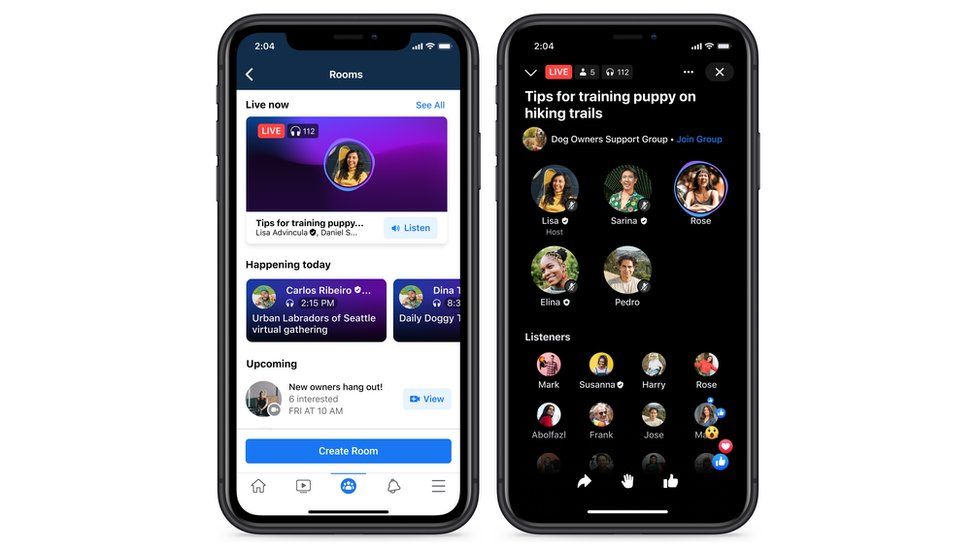 2:04
Rooms
Live now
See All
LIVE
112
Tips for training puppy...
Lisa Advincula, Daniel S...
Listen
Happening today
Carlos Ribeiro ...
2:15 PM
Urban Labradors of Seattle
virtual gathering
Dina T
8:3
Daily Doggy T
Upcoming
New owners hang out!
6 interested
FRI AT 10 AM
View
Create Room
2:04
LIVE
5
112
Tips for training puppy on
hiking trails
Dog Owners Support Group • Join Group
Lisa
Host
Sarina
Rose
Elina
Pedro
Listeners
Mark
Susanna
Harry
Rose
Abolfazl
Frank
Jose